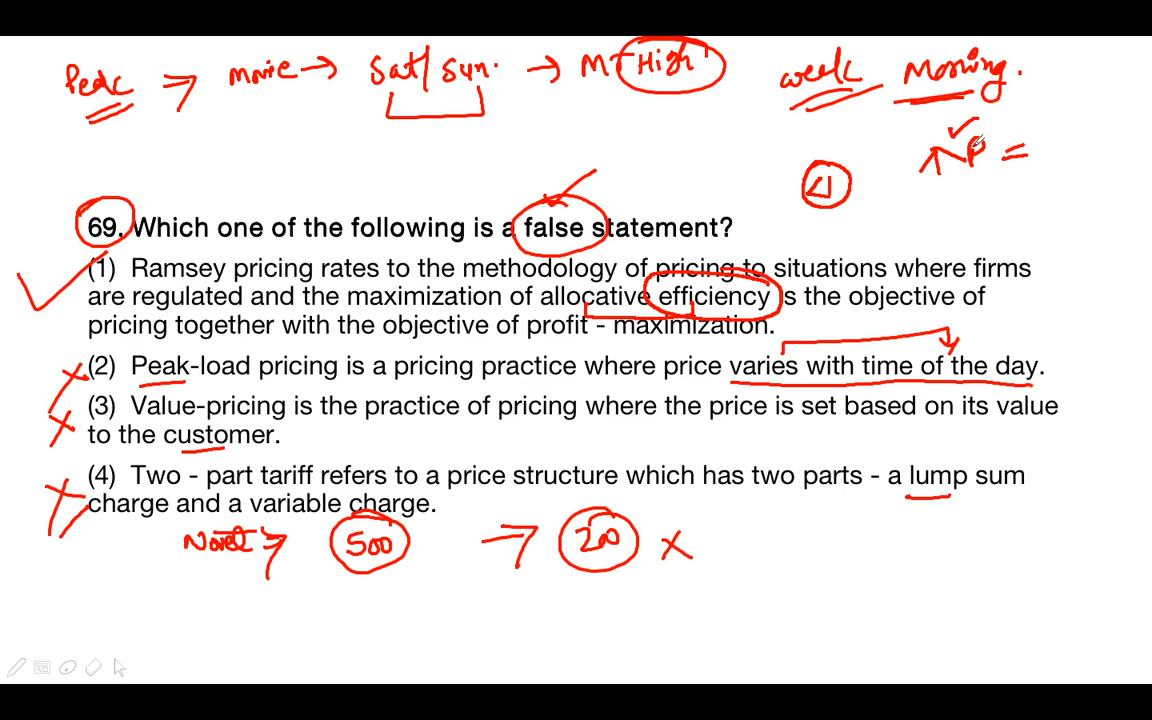 Peak ⇒ movie → Sat/Sun. → MT High week Morning.
↑ P =
69. Which one of the following is a false statement?
(1) Ramsey pricing rates to the methodology of pricing to situations where firms
are regulated and the maximization of allocative efficiency is the objective of
pricing together with the objective of profit - maximization.
(2) Peak-load pricing is a pricing practice where price varies with time of the day.
(3) Value-pricing is the practice of pricing where the price is set based on its value
to the customer.
(4) Two - part tariff refers to a price structure which has two parts - a lump sum
charge and a variable charge.
500 → 200 x